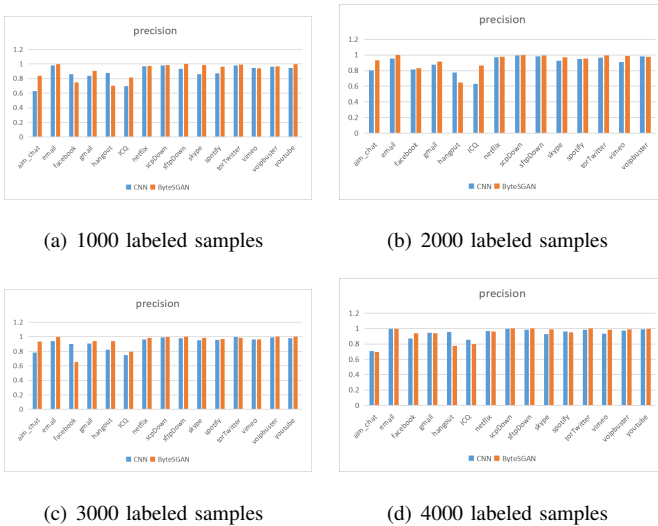 precision
1.2
1
0.8
0.6
0.4
0.2
0
aim_chat email facebook gmail hangout ICQ netflix scpDown sftpDown skype spotify torTwitter vimeo voipbuster youtube
CNN ByteSGAN
(a) 1000 labeled samples
precision
1.2
1
0.8
0.6
0.4
0.2
0
aim_chat email facebook gmail hangout ICQ netflix scpDown sftpDown skype spotify torTwitter vimeo voipbuster youtube
CNN ByteSGAN
(b) 2000 labeled samples
precision
1.2
1
0.8
0.6
0.4
0.2
0
aim_chat email facebook gmail hangout ICQ netflix scpDown sftpDown skype spotify torTwitter vimeo voipbuster youtube
CNN ByteSGAN
(c) 3000 labeled samples
precision
1.2
1
0.8
0.6
0.4
0.2
0
aim_chat email facebook gmail hangout ICQ netflix scpDown sftpDown skype spotify torTwitter vimeo voipbuster youtube
CNN ByteSGAN
(d) 4000 labeled samples